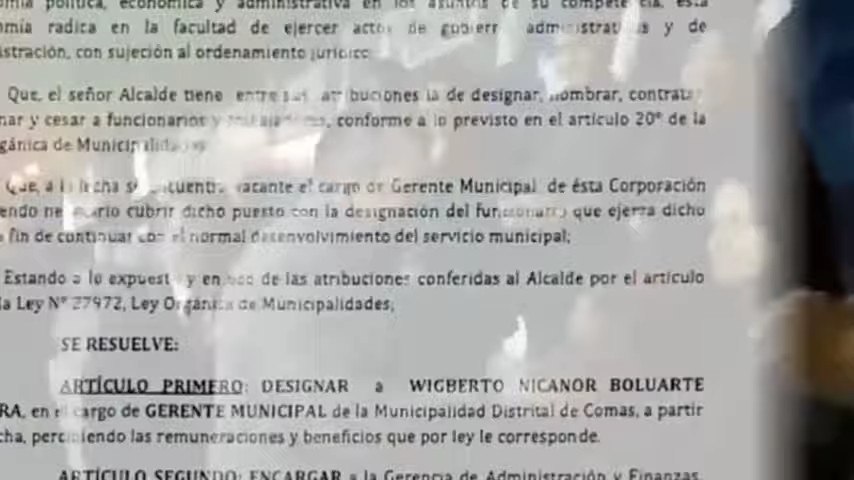 mía política, económica y administrativa en los asuntos de su competencia, esta
omía radica en la facultad de ejercer actos de gobierno administrativos y de
istración, con sujeción al ordenamiento jurídico
Que, el señor Alcalde tiene entre sus atribuciones la de designar, nombrar, contratar
nar y cesar a funcionarios y trabajadores, conforme a lo previsto en el artículo 20° de la
gánica de Municipalidades
Que, a la fecha se encuentra vacante el cargo de Gerente Municipal de ésta Corporación
endo necesario cubrir dicho puesto con la designación del funcionario que ejerza dicho
fin de continuar con el normal desenvolvimiento del servicio municipal;
Estando a lo expuesto y en uso de las atribuciones conferidas al Alcalde por el artículo
la Ley N° 27972, Ley Orgánica de Municipalidades;
SE RESUELVE:
ARTÍCULO PRIMERO: DESIGNAR a WIGBERTO NICANOR BOLUARTE
RA, en el cargo de GERENTE MUNICIPAL de la Municipalidad Distrital de Comas, a partir
cha, percibiendo las remuneraciones y beneficios que por ley le corresponde.
ARTÍCULO SEGUNDO: ENCARGAR a la Gerencia de Administración y Finanzas,